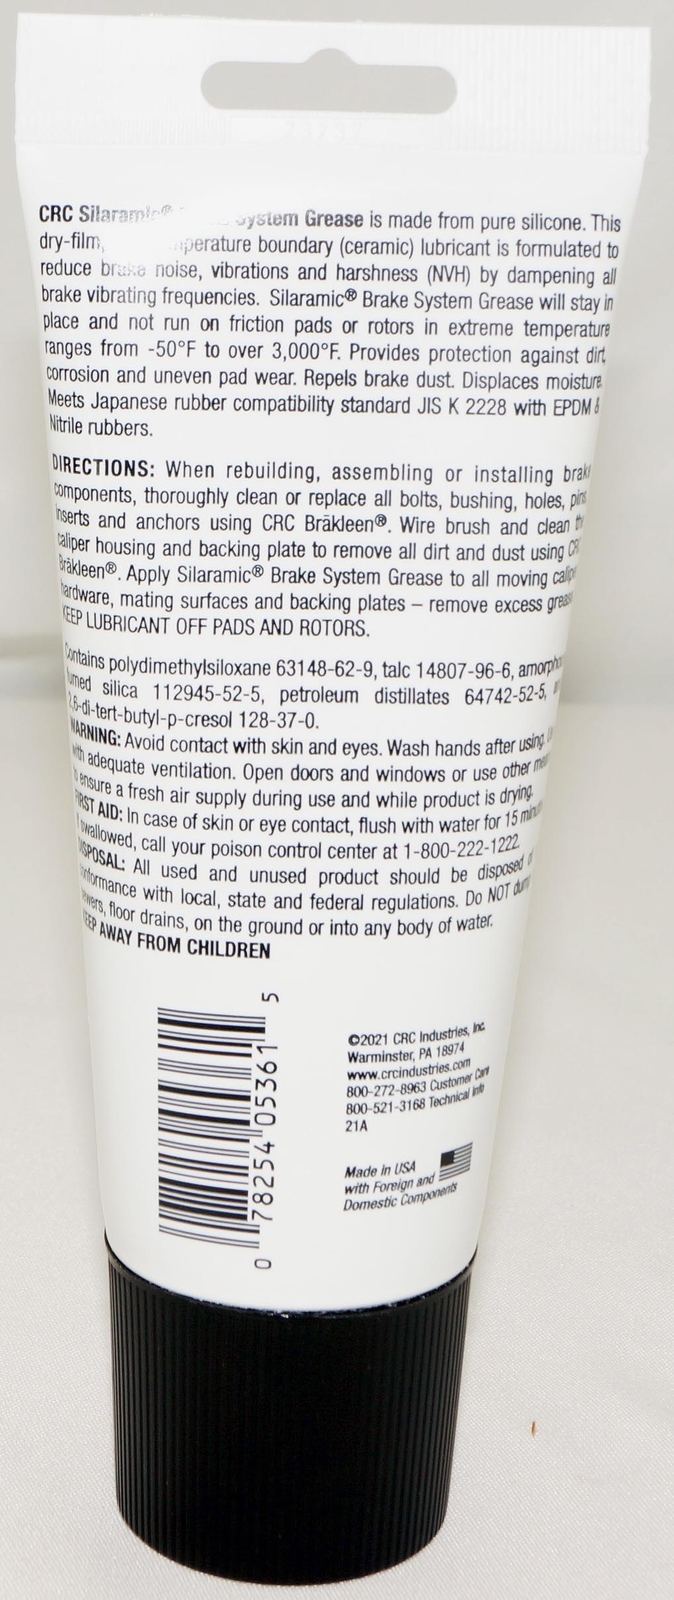 CRC Silaramic® System Grease is made from pure silicone. This
dry-film, boundary (ceramic) lubricant is formulated to
reduce brake noise, vibrations and harshness (NVH) by dampening all
brake vibrating frequencies. Silaramic® Brake System Grease will stay in
place and not run on friction pads or rotors in extreme temperature
ranges from -50°F to over 3,000°F. Provides protection against dirt,
corrosion and uneven pad wear. Repels brake dust. Displaces moisture.
Meets Japanese rubber compatibility standard JIS K 2228 with EPDM &
Nitrile rubbers.
DIRECTIONS: When rebuilding, assembling or installing brake
components, thoroughly clean or replace all bolts, bushing, holes, pins
inserts and anchors using CRC Bräkleen®. Wire brush and clean
caliper housing and backing plate to remove all dirt and dust using CRC
Bräkleen®. Apply Silaramic® Brake System Grease to all moving
hardware, mating surfaces and backing plates – remove excess grease
KEEP LUBRICANT OFF PADS AND ROTORS.
Contains polydimethylsiloxane 63148-62-9, talc 14807-96-6,
fumed silica 112945-52-5, petroleum distillates 64742-52-5,
2,6-di-tert-butyl-p-cresol 128-37-0.
WARNING: Avoid contact with skin and eyes. Wash hands after using.
with adequate ventilation. Open doors and windows or use other
ensure a fresh air supply during use and while product is drying.
FIRST AID: In case of skin or eye contact, flush with water for 15
swallowed, call your poison control center at 1-800-222-1222.
DISPOSAL: All used and unused product should be disposed
conformance with local, state and federal regulations. Do NOT dump
sewers, floor drains, on the ground or into any body of water.
KEEP AWAY FROM CHILDREN
0 78254 05361 5
©2021 CRC Industries, Inc.
Warminster, PA 18974
www.crcindustries.com
800-272-8963 Customer Care
800-521-3168 Technical Info
21A
Made in USA
with Foreign and
Domestic Components